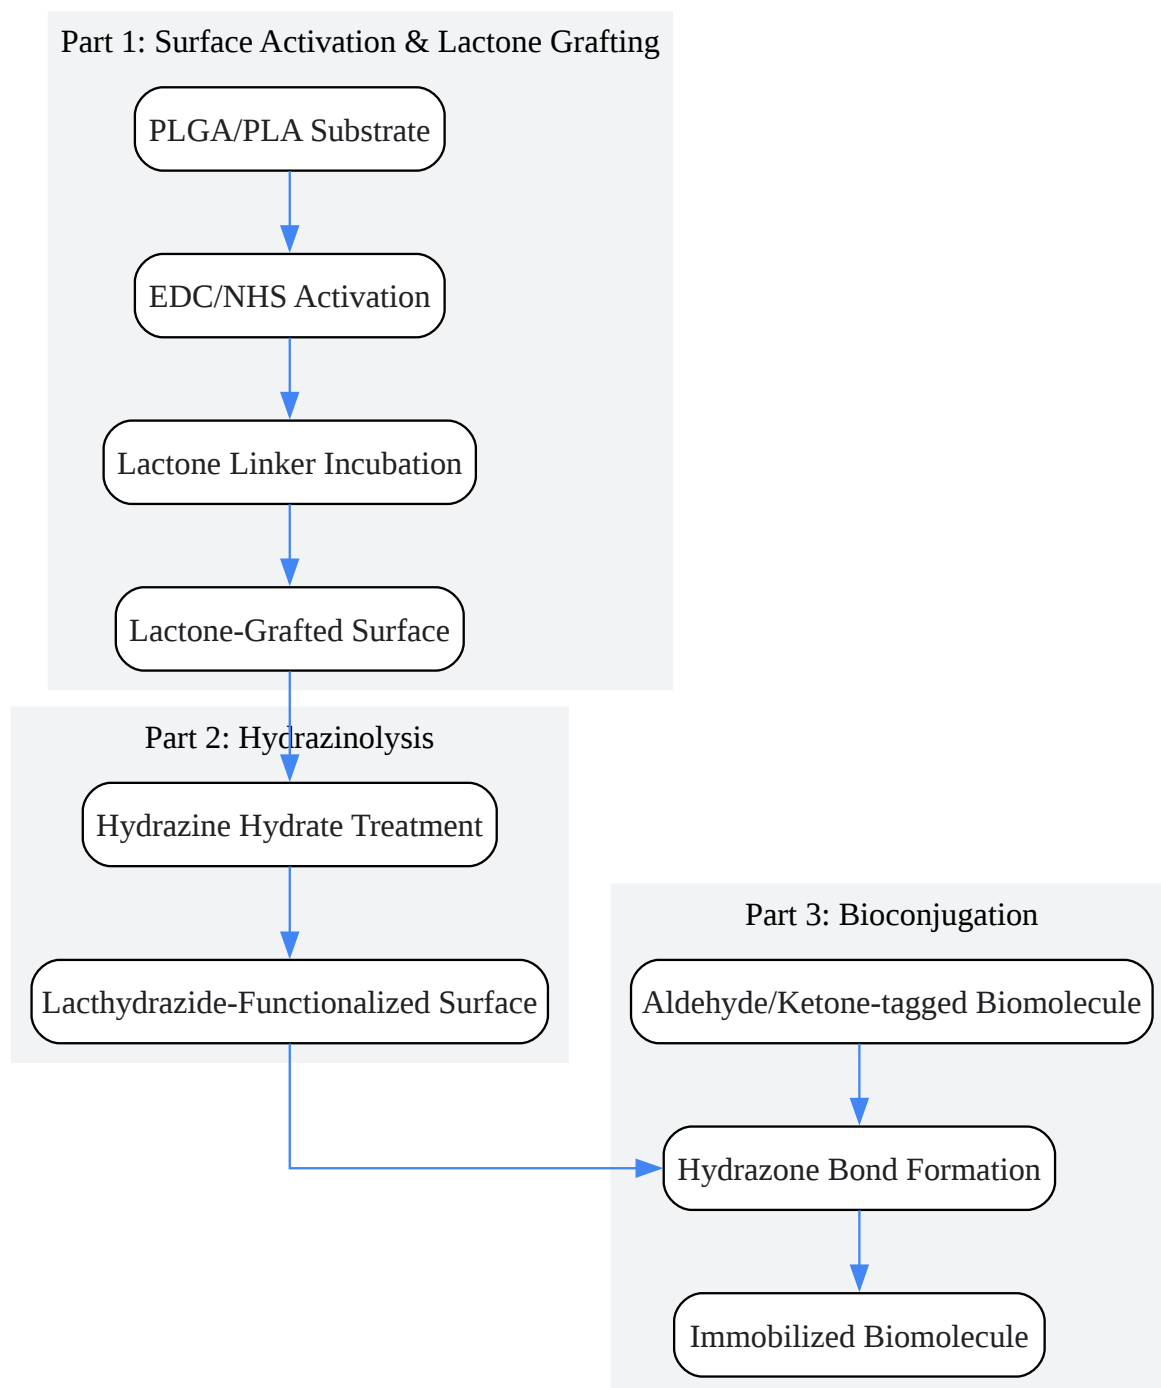 Part 1: Surface Activation & Lactone Grafting
PLGA/PLA Substrate
EDC/NHS Activation
Lactone Linker Incubation
Lactone-Grafted Surface
Part 2: Hydrazinolysis
Hydrazine Hydrate Treatment
Lacthydrazide-Functionalized Surface
Part 3: Bioconjugation
Aldehyde/Ketone-tagged Biomolecule
Hydrazone Bond Formation
Immobilized Biomolecule